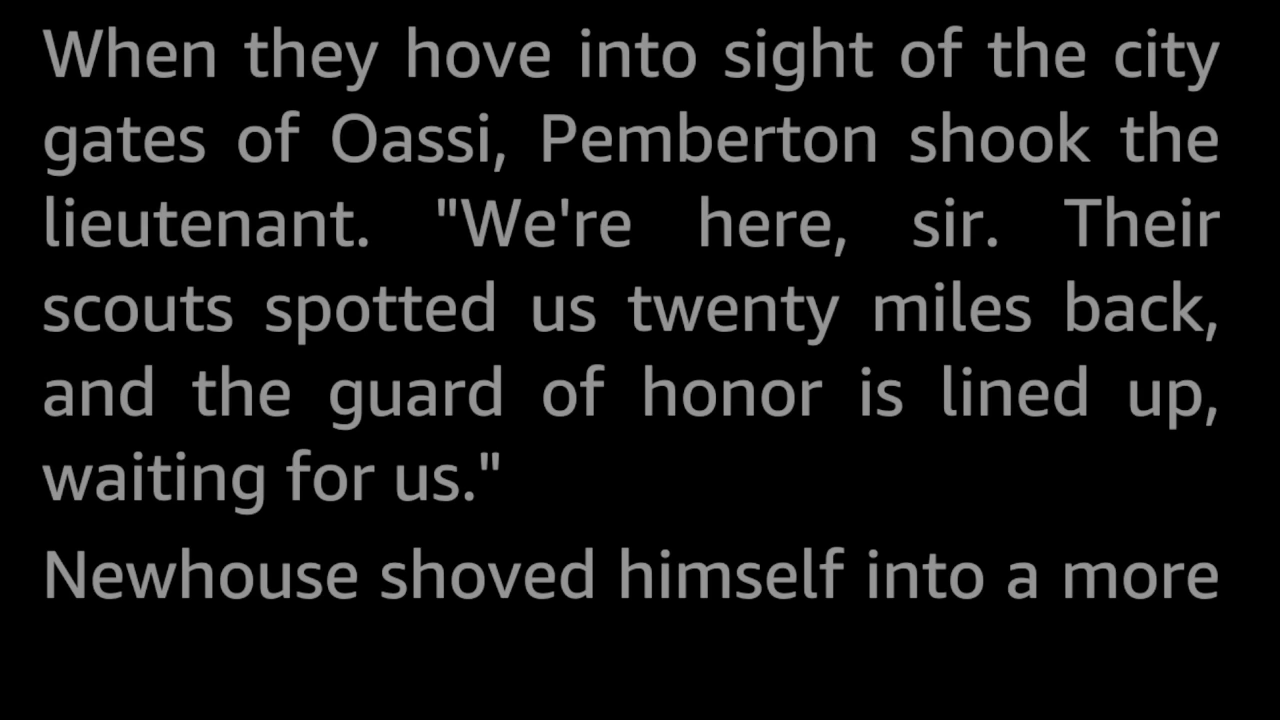 When they hove into sight of the city
gates of Oassi, Pemberton shook the
lieutenant. "We're here, sir. Their
scouts spotted us twenty miles back,
and the guard of honor is lined up,
waiting for us."
Newhouse shoved himself into a more